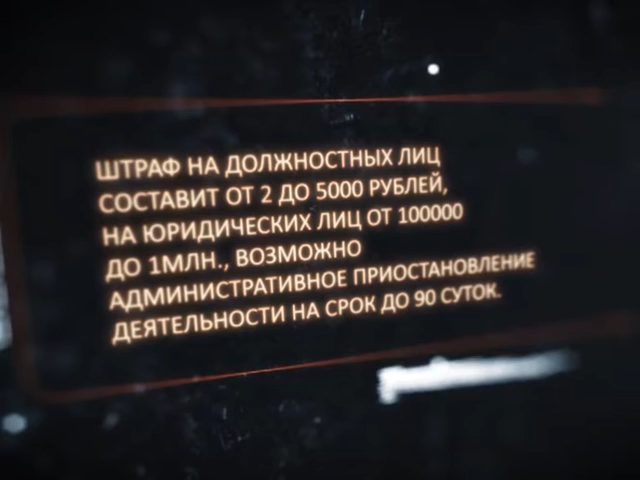 ШТРАФ НА ДОЛЖНОСТНЫХ ЛИЦ
СОСТАВИТ ОТ 2 ДО 5000 РУБЛЕЙ,
НА ЮРИДИЧЕСКИХ ЛИЦ ОТ 100000
ДО 1МЛН., ВОЗМОЖНО
АДМИНИСТРАТИВНОЕ ПРИОСТАНОВЛЕНИЕ
ДЕЯТЕЛЬНОСТИ НА СРОК ДО 90 СУТОК.